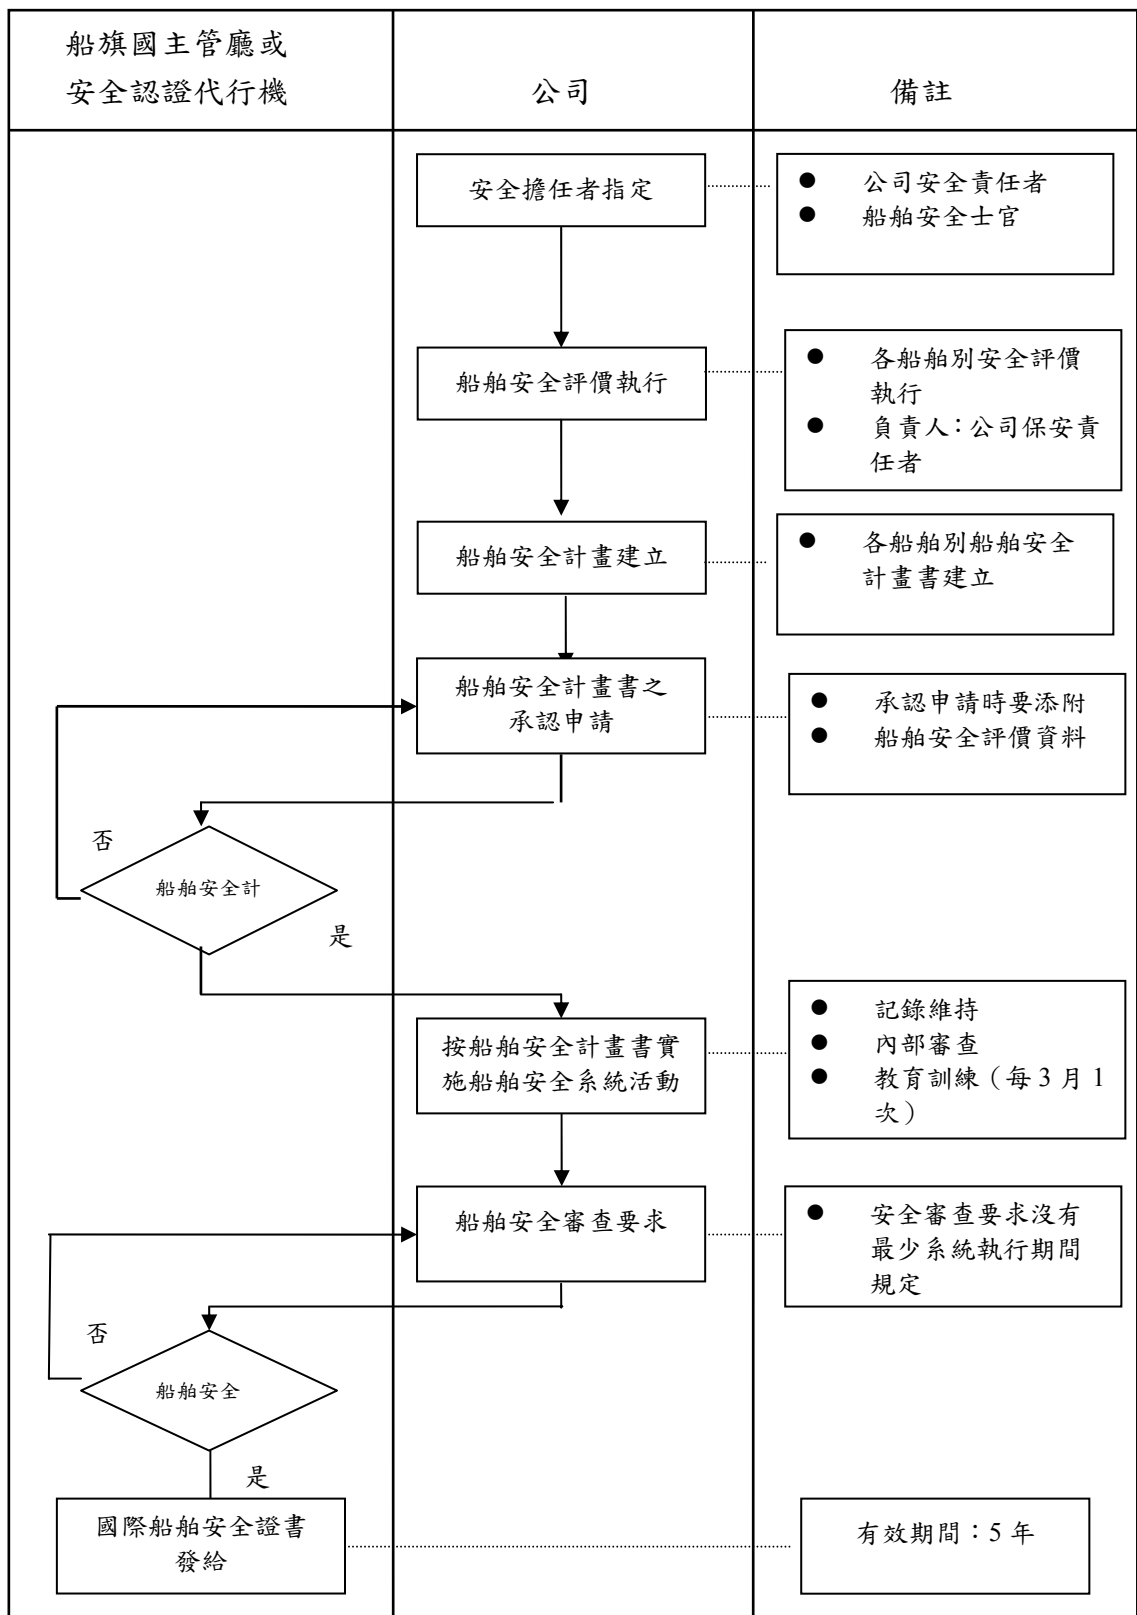 船旗國主管廳或
安全認證代行機
公司
備註
安全擔任者指定
● 公司安全責任者
● 船舶安全士官
船舶安全評價執行
● 各船舶別安全評價
執行
● 負責人：公司保安責
任者
船舶安全計畫建立
● 各船舶別船舶安全
計畫書建立
船舶安全計畫書之
承認申請
● 承認申請時要添附
● 船舶安全評價資料
否
船舶安全計
是
按船舶安全計畫書實
施船舶安全系統活動
● 記錄維持
● 內部審查
● 教育訓練（每 3 月 1
次）
船舶安全審查要求
● 安全審查要求沒有
最少系統執行期間
規定
否
船舶安全
是
國際船舶安全證書
發給
有效期間：5 年